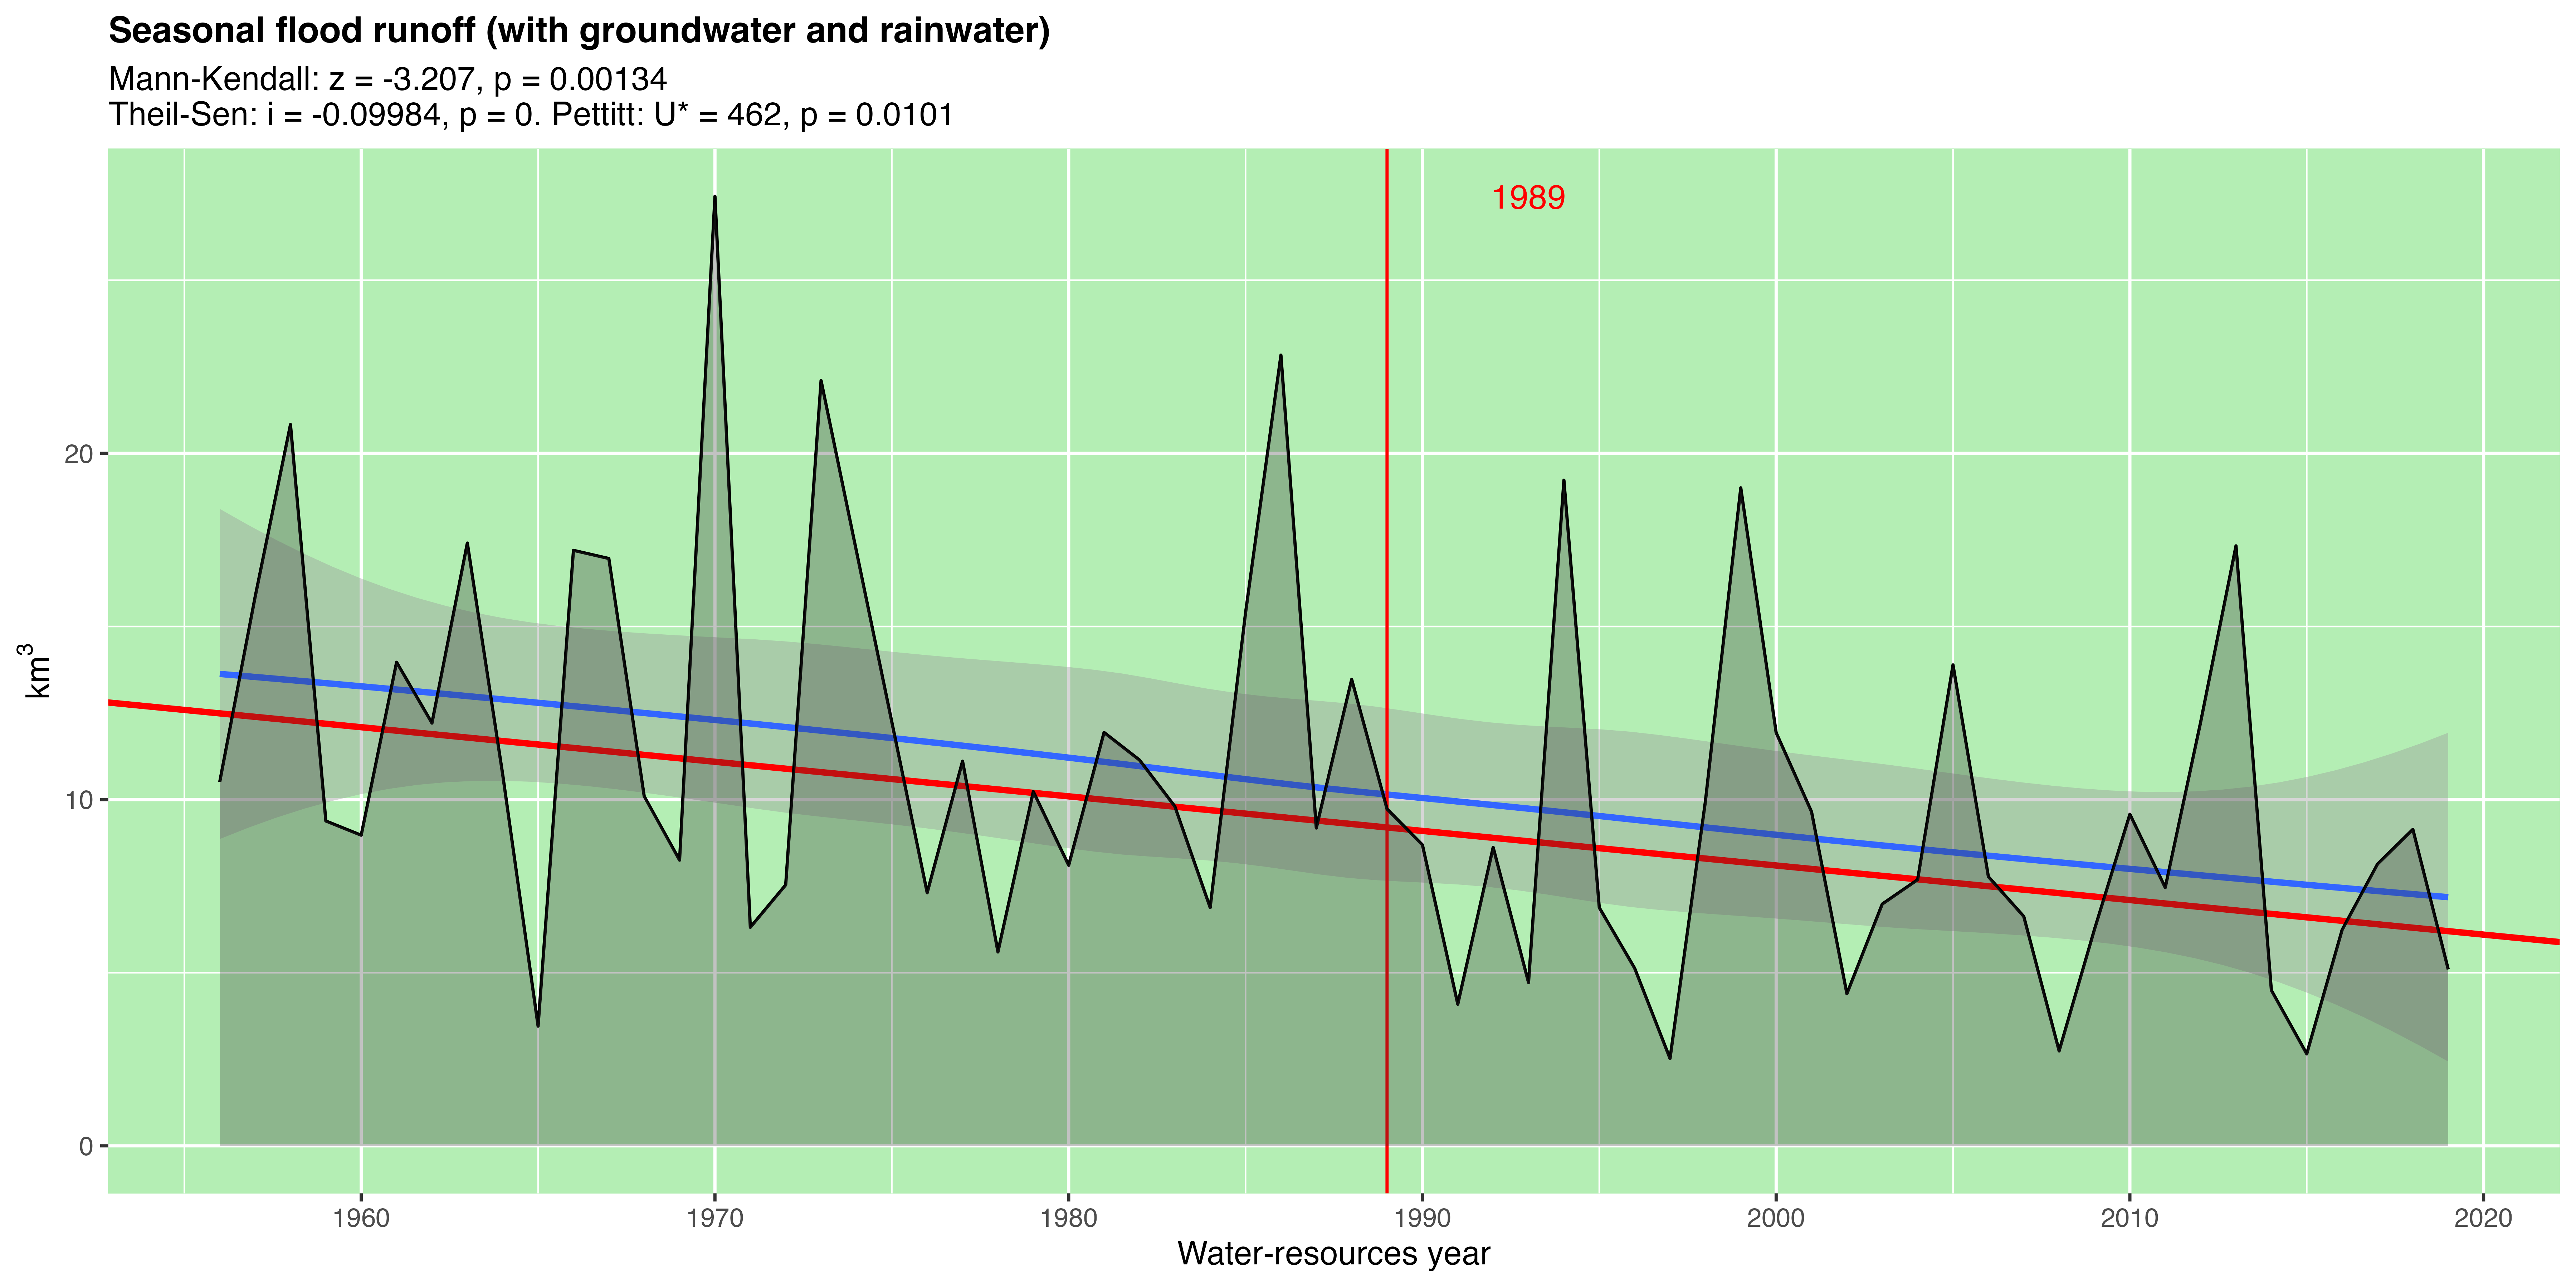 Seasonal flood runoff (with groundwater and rainwater)
Mann-Kendall: z = -3.207, p = 0.00134
Theil-Sen: i = -0.09984, p = 0. Pettitt: U* = 462, p = 0.0101
1989
20
10
0
km³
1960 1970 1980 1990 2000 2010 2020
Water-resources year